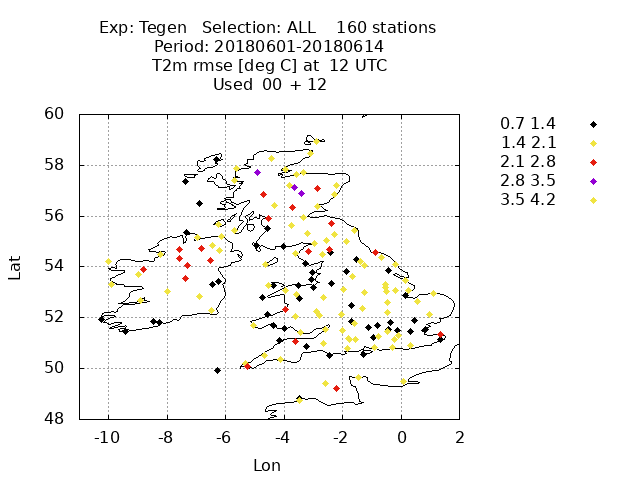 Exp: Tegen   Selection: ALL    160 stations
Period: 20180601-20180614
T2m rmse [deg C] at  12 UTC
Used  00 + 12
0.7 1.4
1.4 2.1
2.1 2.8
2.8 3.5
3.5 4.2
60
58
56
54
52
50
48
Lat
-10 -8 -6 -4 -2 0 2
Lon